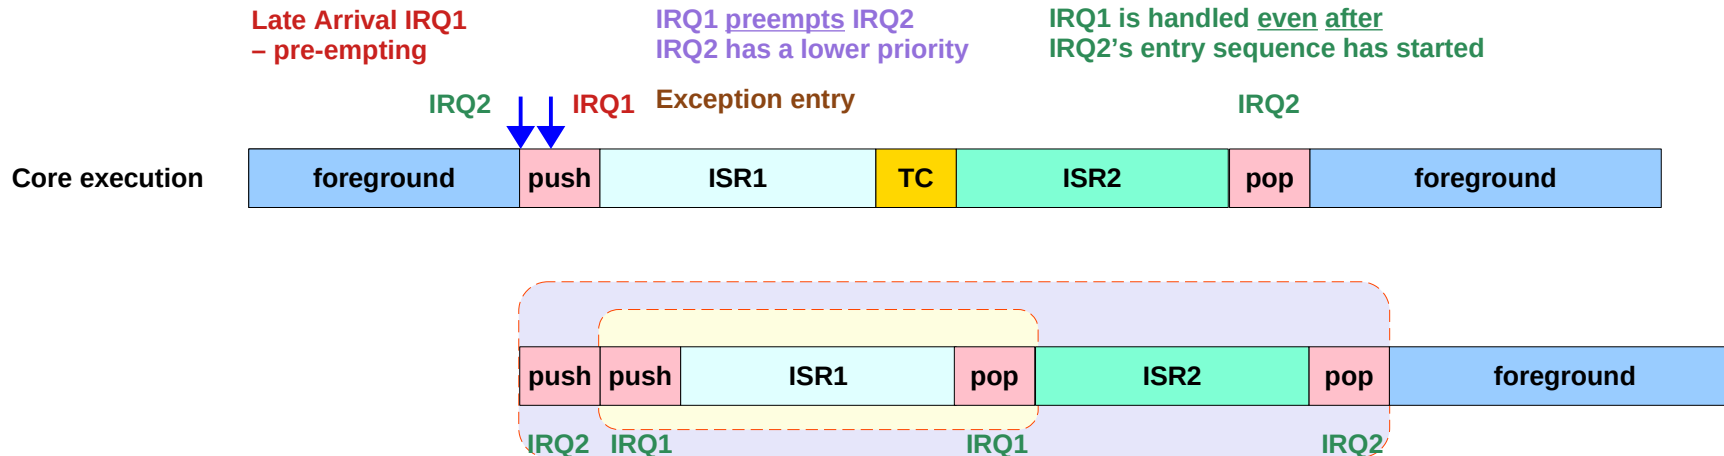 Late Arrival IRQ1
– pre-empting
IRQ1 preempts IRQ2
IRQ2 has a lower priority
IRQ1 is handled even after
IRQ2’s entry sequence has started
IRQ2
IRQ1
Exception entry
IRQ2
Core execution
foreground
push
ISR1
TC
ISR2
pop
foreground
push
push
ISR1
pop
ISR2
pop
foreground
IRQ2
IRQ1
IRQ1
IRQ2